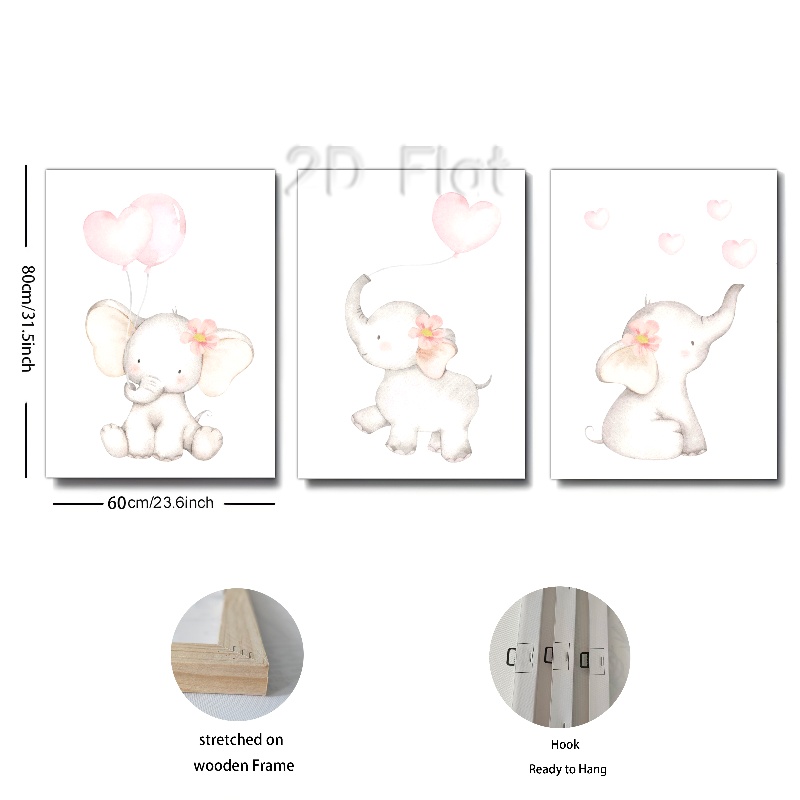 2D Flat
80cm/31.5inch
60cm/23.6inch
stretched on
wooden Frame
Hook
Ready to Hang